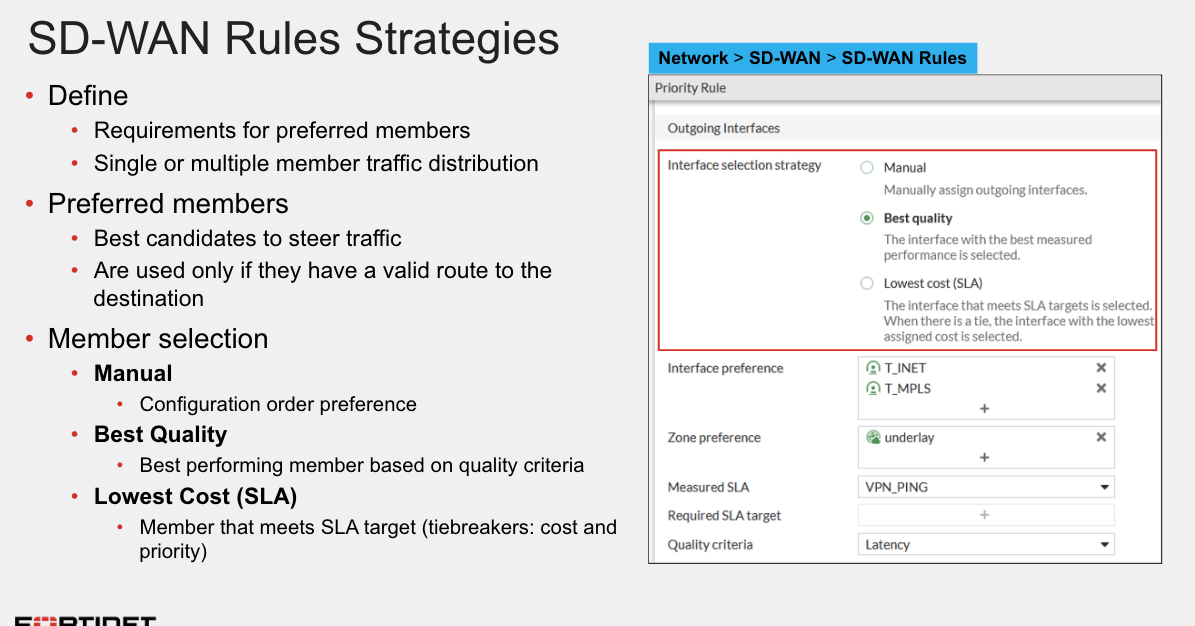 SD-WAN Rules Strategies
• Define
• Requirements for preferred members
• Single or multiple member traffic distribution
• Preferred members
• Best candidates to steer traffic
• Are used only if they have a valid route to the
destination
• Member selection
• Manual
• Configuration order preference
• Best Quality
• Best performing member based on quality criteria
• Lowest Cost (SLA)
• Member that meets SLA target (tiebreakers: cost and
priority)
Network > SD-WAN > SD-WAN Rules
Priority Rule
Outgoing Interfaces
Interface selection strategy
Manual
Manually assign outgoing interfaces.
Best quality
The interface with the best measured
performance is selected.
Lowest cost (SLA)
The interface that meets SLA targets is selected.
When there is a tie, the interface with the lowest
assigned cost is selected.
Interface preference
T_INET
T_MPLS
+
Zone preference
underlay
+
Measured SLA
VPN_PING
Required SLA target
+
Quality criteria
Latency